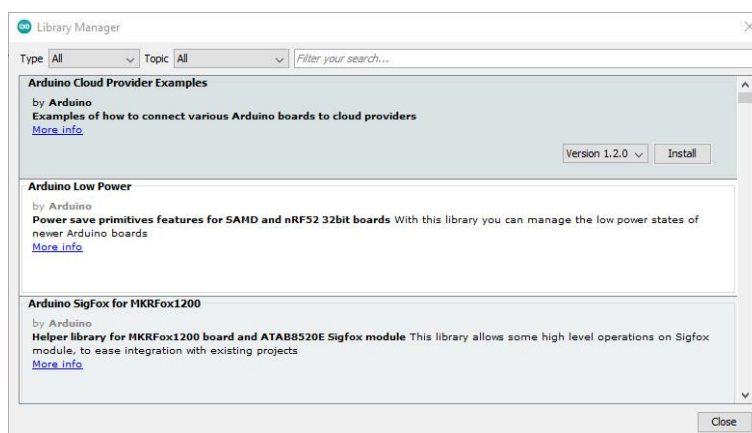 Library Manager
Type All Topic All Filter your search...
Arduino Cloud Provider Examples
by Arduino
Examples of how to connect various Arduino boards to cloud providers
More info
Version 1.2.0 Install
Arduino Low Power
by Arduino
Power save primitives features for SAMD and nRF52 32bit boards With this library you can manage the low power states of
newer Arduino boards
More info
Arduino SigFox for MKRFox1200
by Arduino
Helper library for MKRFox1200 board and ATAB8520E Sigfox module This library allows some high level operations on Sigfox
module, to ease integration with existing projects
More info
Close